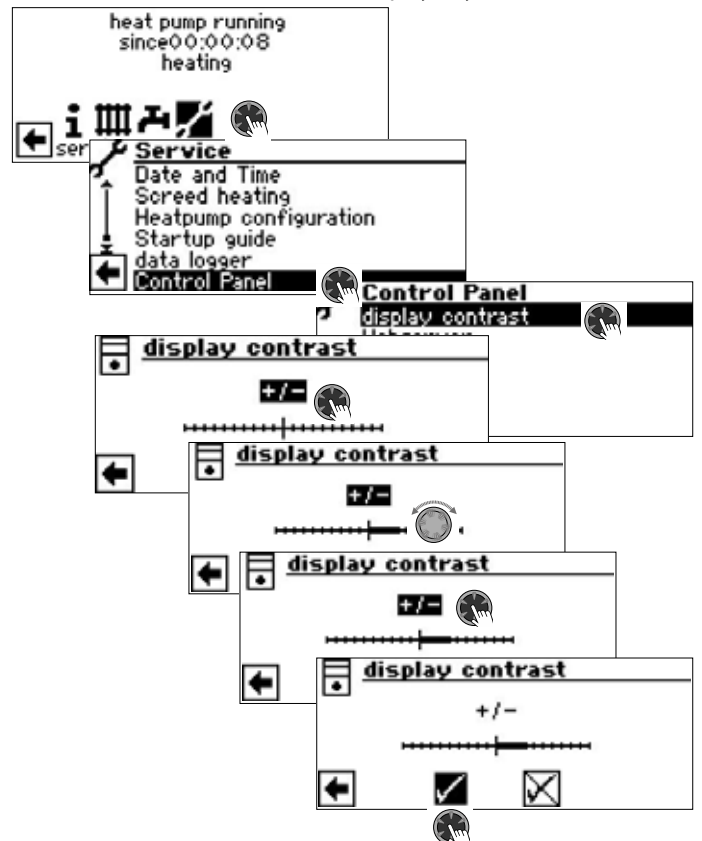 heat pump running
since00:00:08
heating
ser
Service
Date and Time
Screed heating
Heatpump configuration
Startup guide
data logger
Control Panel
Control Panel
display contrast
display contrast
+/-
display contrast
+/-
display contrast
+/-
display contrast
+/-